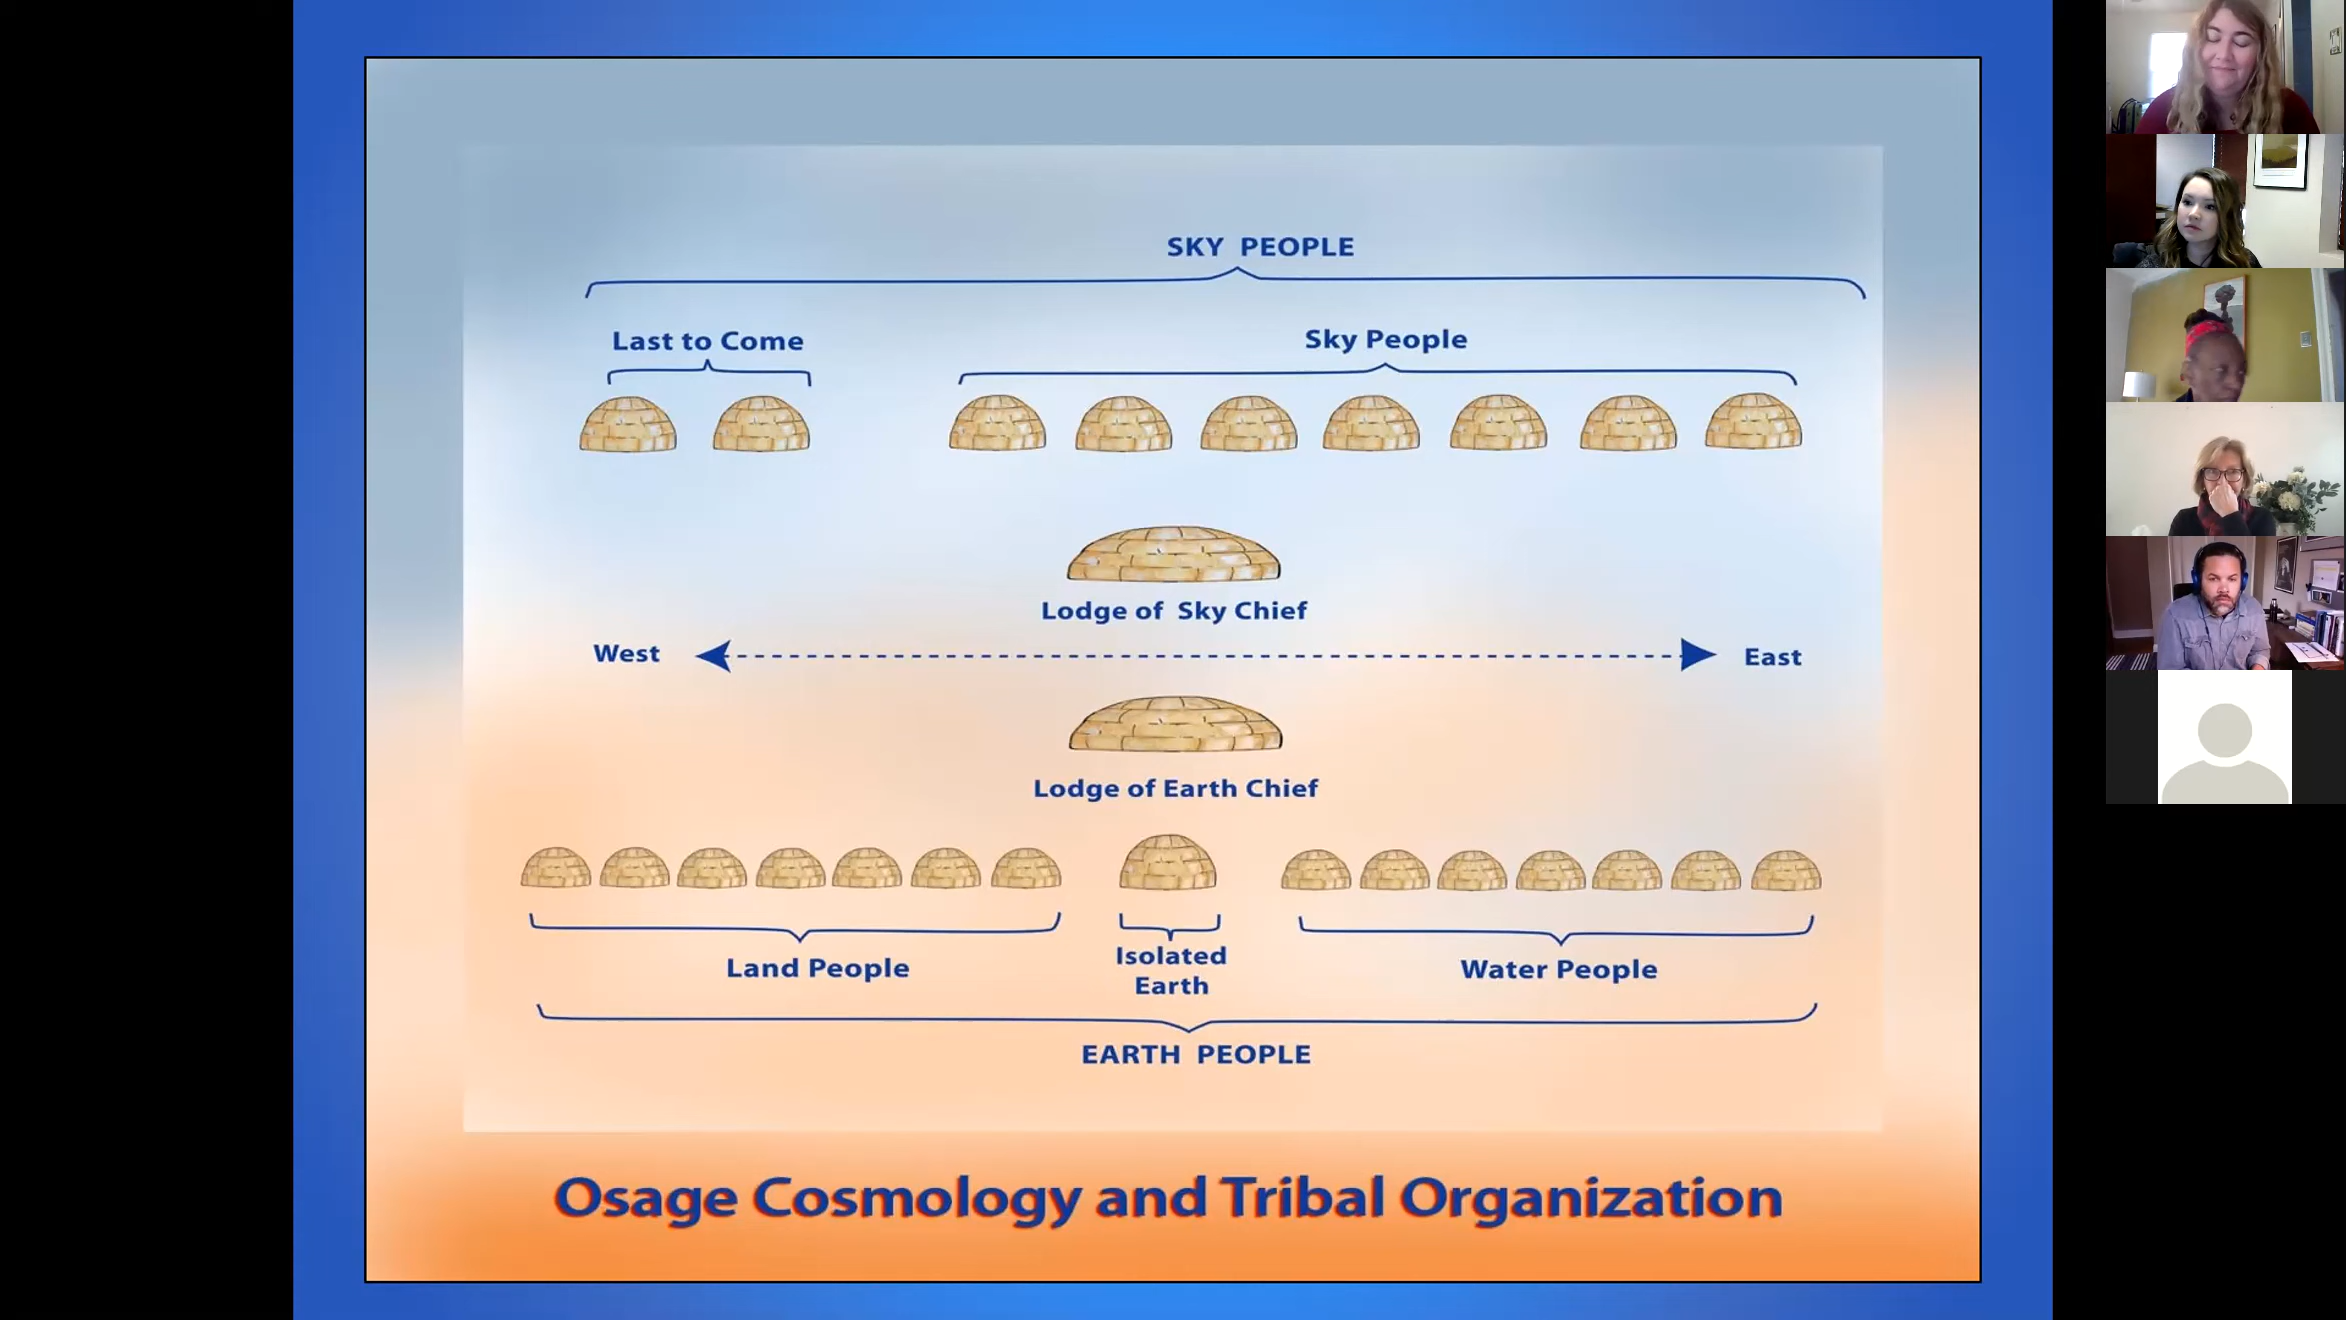 SKY PEOPLE
Last to Come
Sky People
Lodge of Sky Chief
West
East
Lodge of Earth Chief
Land People
Isolated
Earth
Water People
EARTH PEOPLE
Osage Cosmology and Tribal Organization